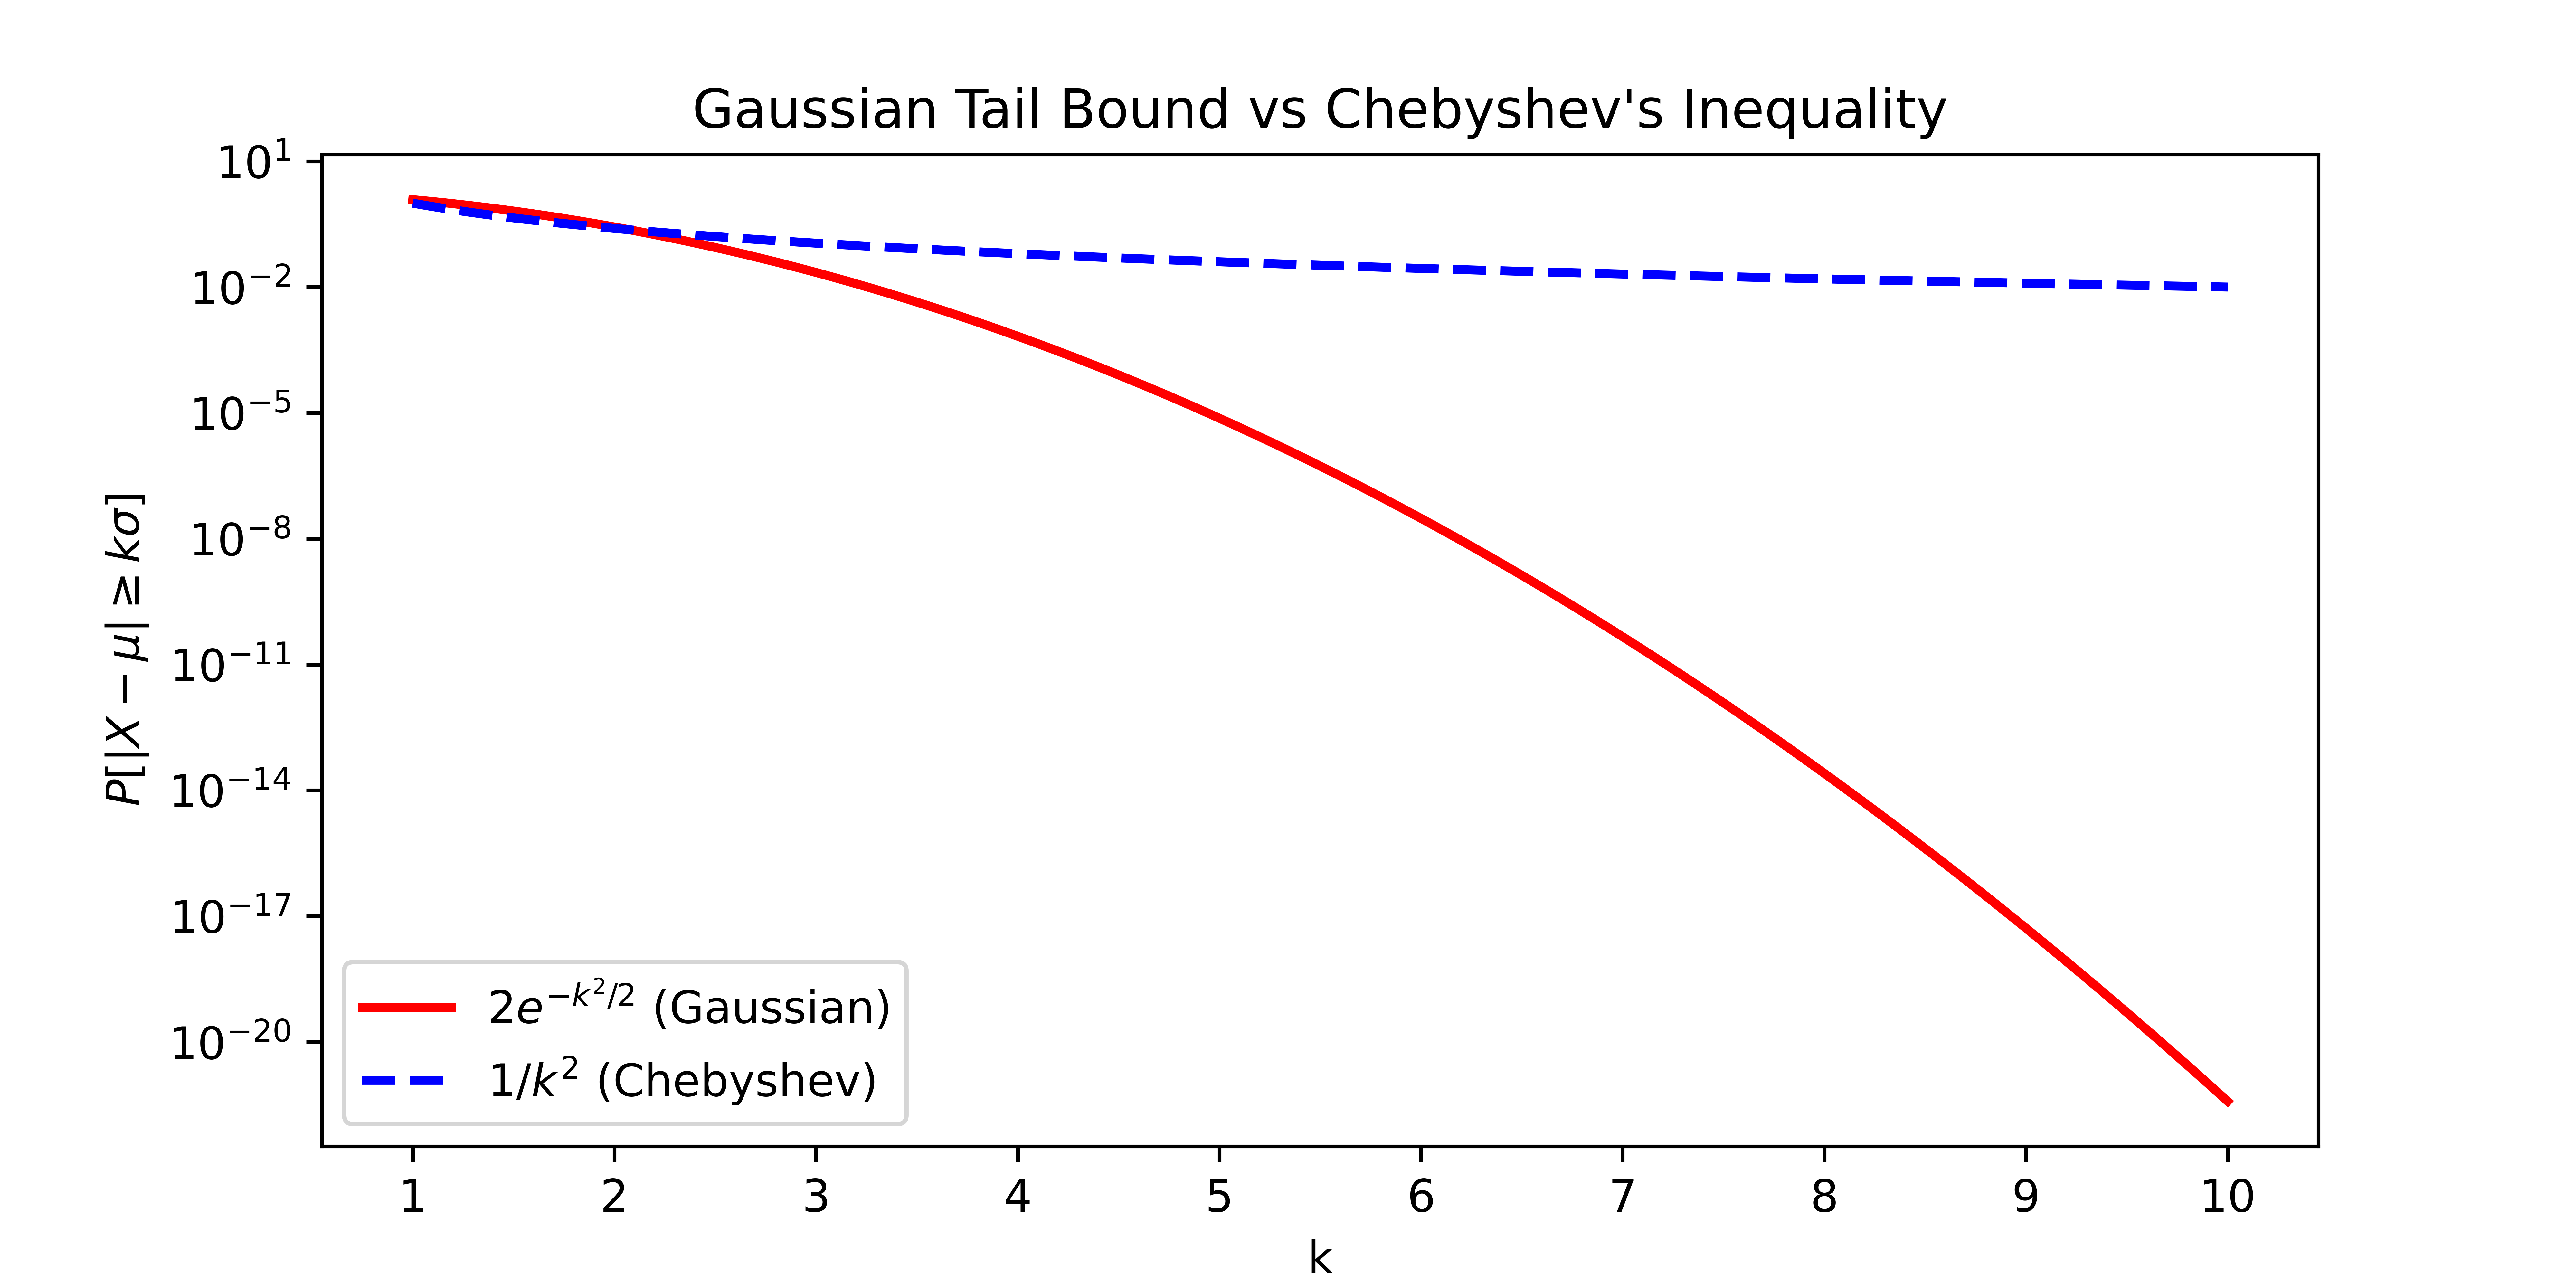 Gaussian Tail Bound vs Chebyshev's Inequality
10¹
10⁻²
10⁻⁵
10⁻⁸
10⁻¹¹
10⁻¹⁴
10⁻¹⁷
10⁻²⁰
P[|X − μ| ≥ kσ]
2e^{−k²/2} (Gaussian)
1/k² (Chebyshev)
1 2 3 4 5 6 7 8 9 10
k